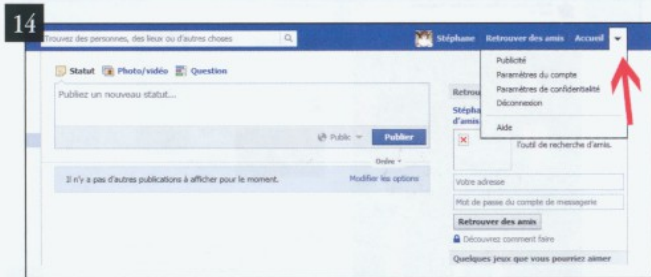 14
Trouvez des personnes, des lieux ou d'autres choses
Stéphane Retrouver des amis Accueil
Publicité
Paramètres du compte
Paramètres de confidentialité
Déconnexion
Aide
Statut Photo/vidéo Question
Publiez un nouveau statut...
Public Publier
Ordre
Il n'y a pas d'autres publications à afficher pour le moment. Modifier les options
Retrou
Stépha
d'amis
l'outil de recherche d'amis.
Votre adresse
Mot de passe du compte de messagerie
Retrouver des amis
Découvrez comment faire
Quelques jeux que vous pourriez aimer